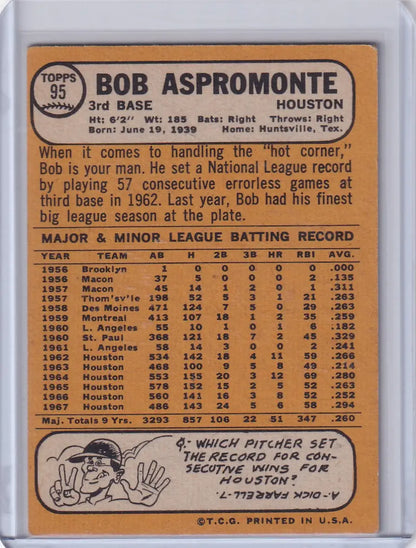 TOPPS
95
BOB ASPROMONTE
3rd BASE HOUSTON
Ht: 6'2" Wt: 185 Bats: Right Throws: Right
Born: June 19, 1939 Home: Huntsville, Tex.
When it comes to handling the "hot corner,"
Bob is your man. He set a National League record
by playing 57 consecutive errorless games at
third base in 1962. Last year, Bob had his finest
big league season at the plate.
MAJOR & MINOR LEAGUE BATTING RECORD
YEAR TEAM AB H 2B 3B HR RBI AVG.
1956 Brooklyn 1 0 0 0 0 0 .000
1956 Macon 37 5 0 0 0 2 .135
1957 Macon 45 14 1 2 0 1 .311
1957 Thom'sv'le 198 52 5 3 1 21 .263
1958 Des Moines 471 124 7 5 0 29 .263
1959 Montreal 413 107 18 1 2 35 .259
1960 L. Angeles 55 10 1 0 1 6 .182
1960 St. Paul 368 121 18 7 2 45 .329
1961 L. Angeles 58 14 3 0 0 2 .241
1962 Houston 534 142 18 4 11 59 .266
1963 Houston 468 100 9 5 8 49 .214
1964 Houston 553 155 20 3 12 69 .280
1965 Houston 578 152 15 2 5 52 .263
1966 Houston 560 141 16 3 8 52 .252
1967 Houston 486 143 24 5 6 58 .294
Maj. Totals 9 Yrs. 3293 857 106 22 51 347 .260
Q.- WHICH PITCHER SET
THE RECORD FOR CON-
SECUTIVE WINS FOR
HOUSTON?
A.- DICK FARRELL-7.
©T.C.G. PRINTED IN U.S.A.